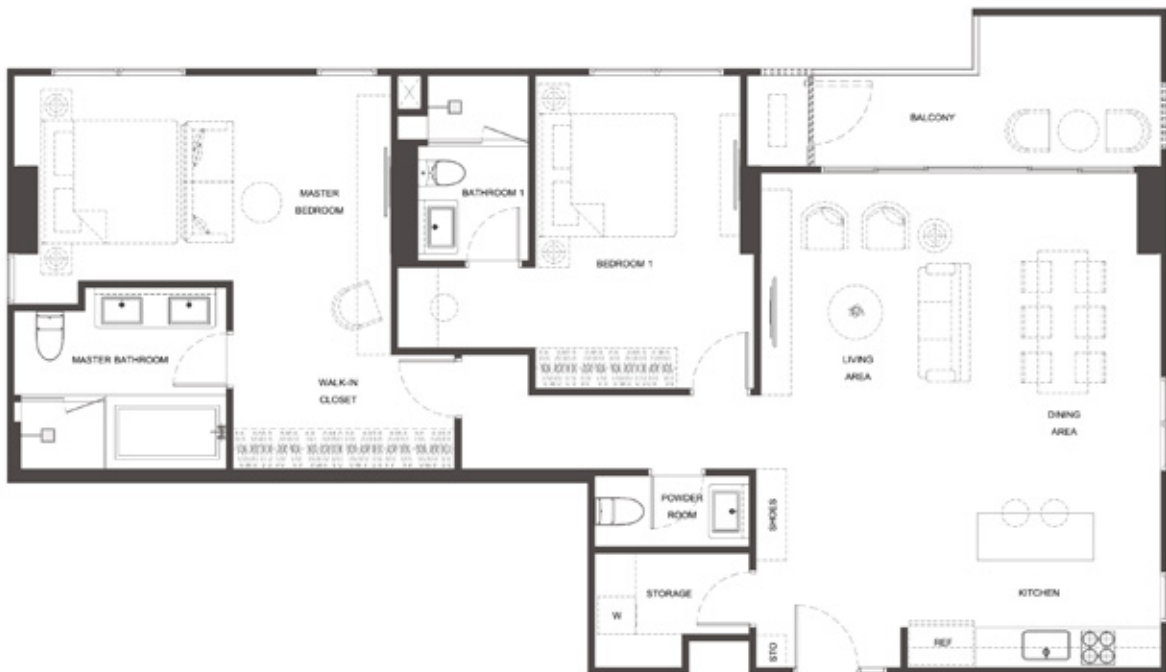 BALCONY
MASTER
BEDROOM
BATHROOM 1
BEDROOM 1
MASTER BATHROOM
WALK-IN
CLOSET
LIVING
AREA
DINING
AREA
POWDER
ROOM
SHOES
STORAGE
W
KITCHEN
REF
STO